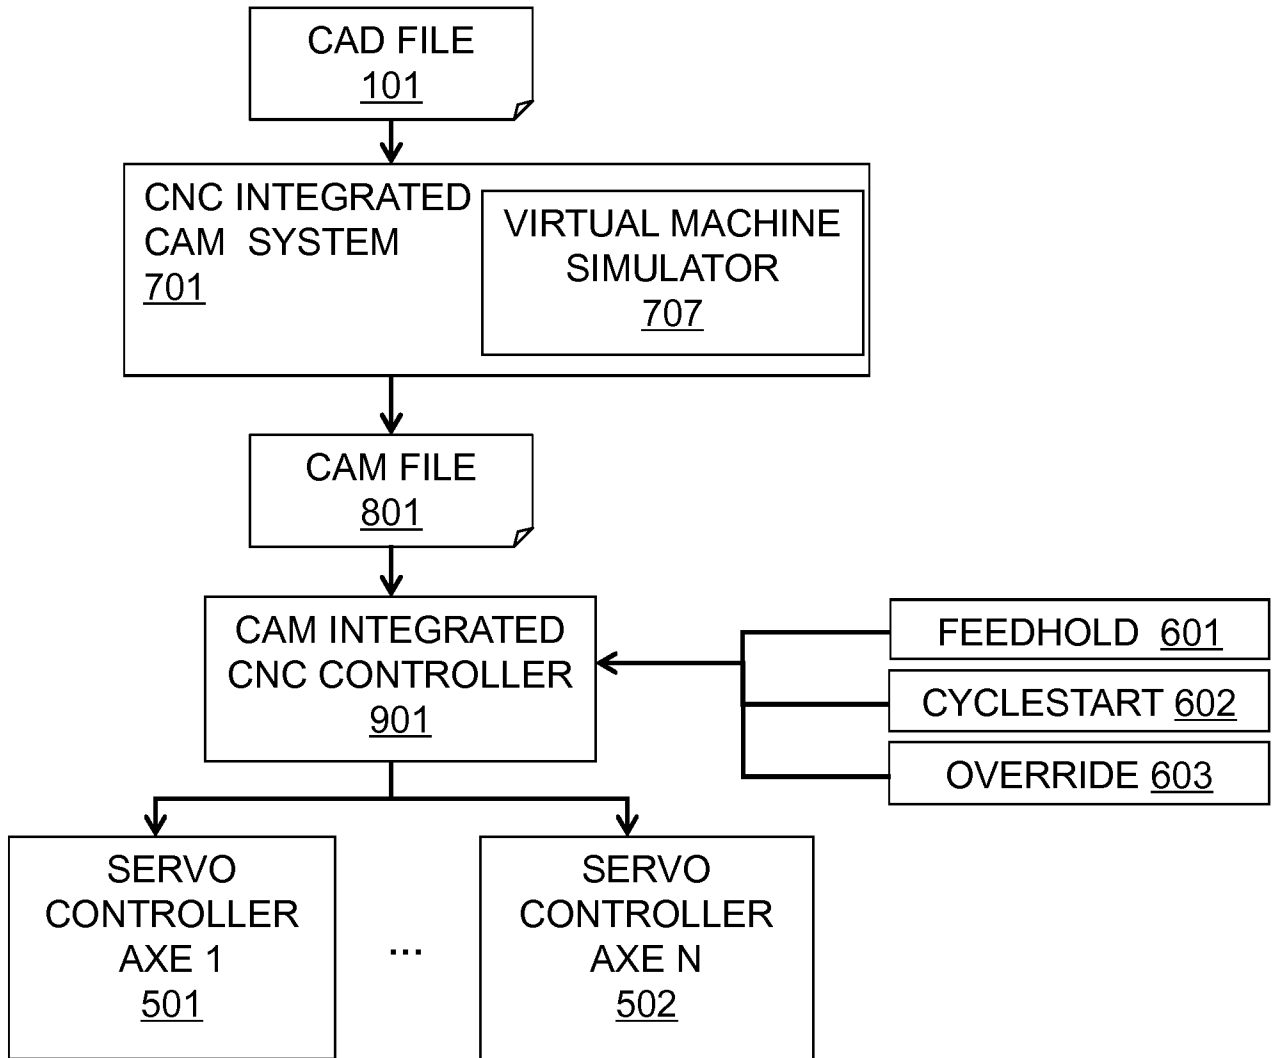 CAD FILE
101
CNC INTEGRATED
CAM SYSTEM
701
VIRTUAL MACHINE
SIMULATOR
707
CAM FILE
801
CAM INTEGRATED
CNC CONTROLLER
901
FEEDHOLD 601
CYCLESTART 602
OVERRIDE 603
SERVO
CONTROLLER
AXE 1
501
...
SERVO
CONTROLLER
AXE N
502